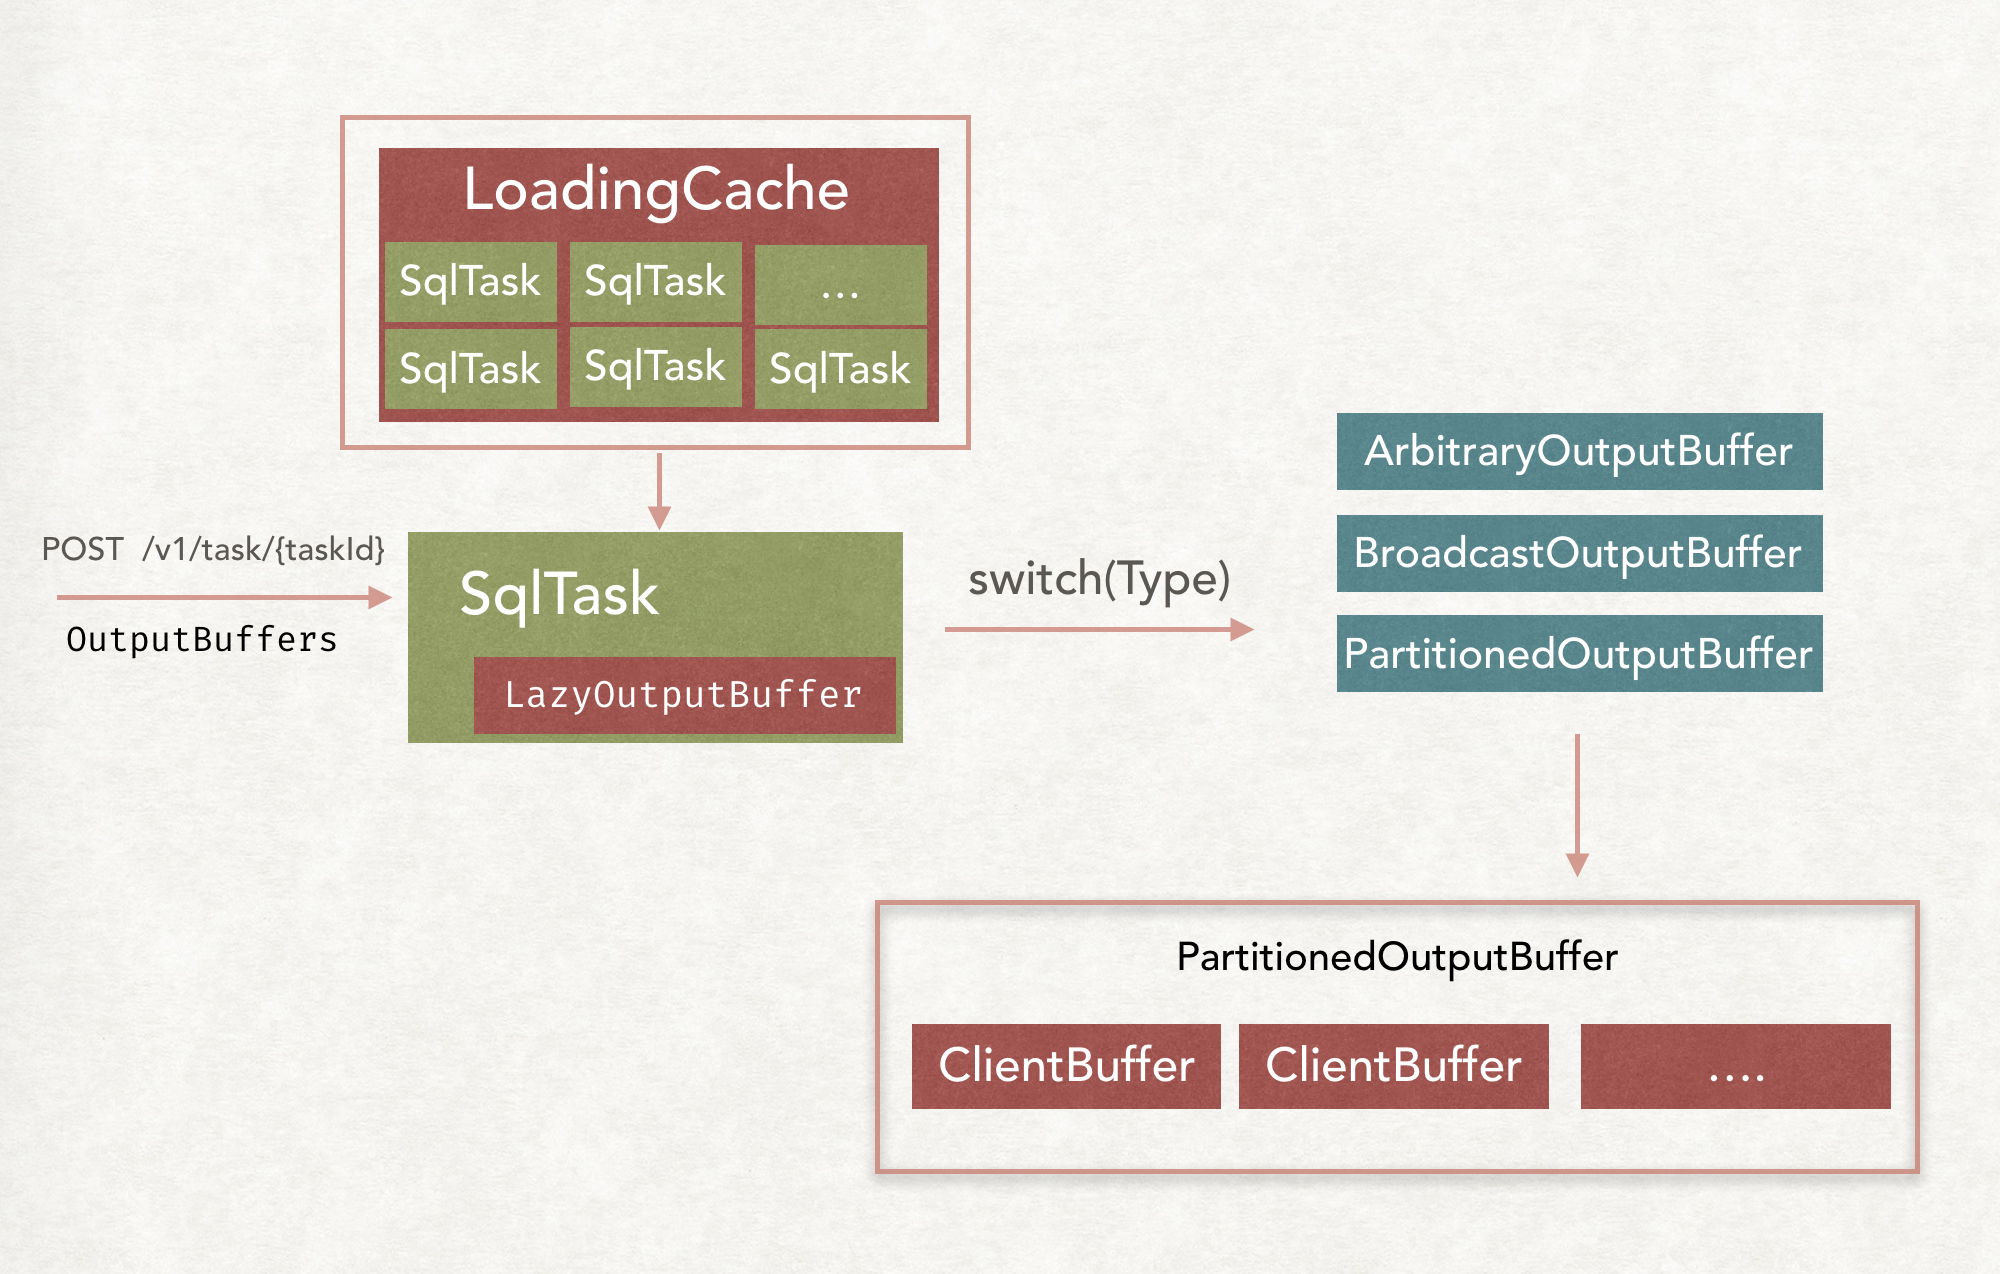 LoadingCache
SqlTask
SqlTask
...
SqlTask
SqlTask
SqlTask
POST /v1/task/{taskId}
OutputBuffers
SqlTask
LazyOutputBuffer
switch(Type)
ArbitraryOutputBuffer
BroadcastOutputBuffer
PartitionedOutputBuffer
PartitionedOutputBuffer
ClientBuffer
ClientBuffer
....